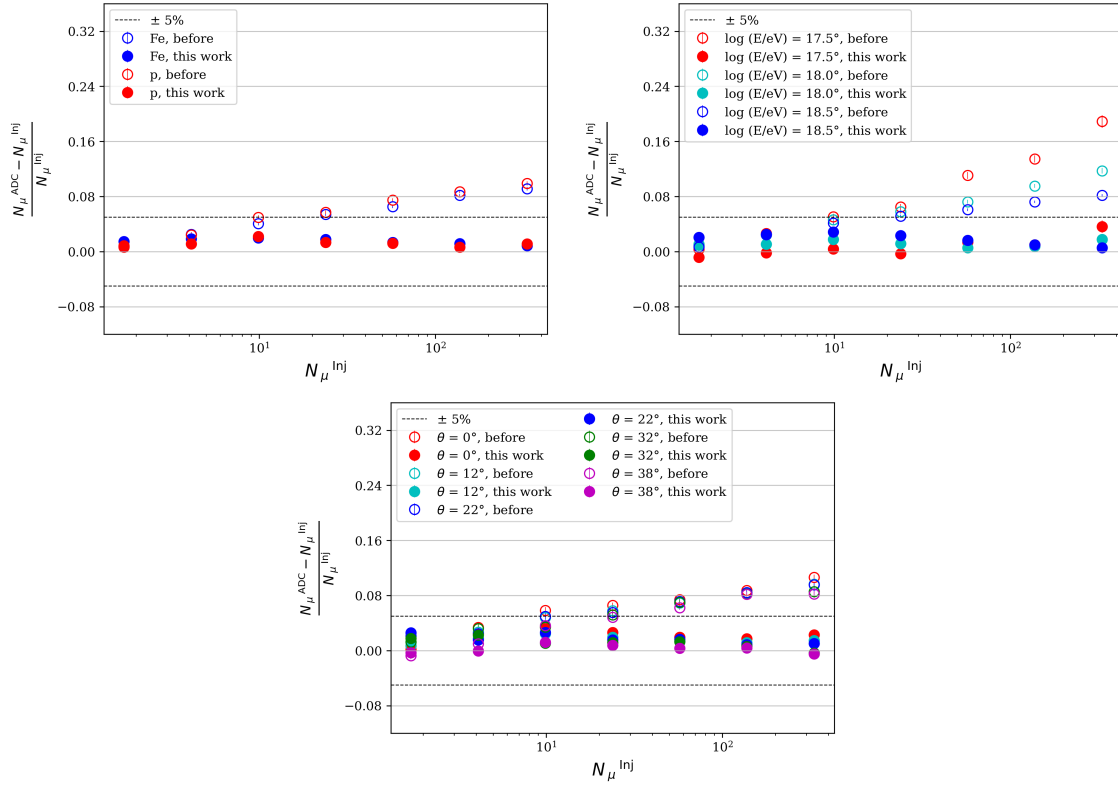 ± 5%
Fe, before
Fe, this work
p, before
p, this work
0.32
0.24
0.16
0.08
0.00
−0.08
N_μ^ADC − N_μ^Inj
N_μ^Inj
10^1
10^2
N_μ^Inj
± 5%
log (E/eV) = 17.5°, before
log (E/eV) = 17.5°, this work
log (E/eV) = 18.0°, before
log (E/eV) = 18.0°, this work
log (E/eV) = 18.5°, before
log (E/eV) = 18.5°, this work
0.32
0.24
0.16
0.08
0.00
−0.08
N_μ^ADC − N_μ^Inj
N_μ^Inj
10^1
10^2
N_μ^Inj
± 5%
θ = 0°, before
θ = 0°, this work
θ = 12°, before
θ = 12°, this work
θ = 22°, before
θ = 22°, this work
θ = 32°, before
θ = 32°, this work
θ = 38°, before
θ = 38°, this work
0.32
0.24
0.16
0.08
0.00
−0.08
N_μ^ADC − N_μ^Inj
N_μ^Inj
10^1
10^2
N_μ^Inj